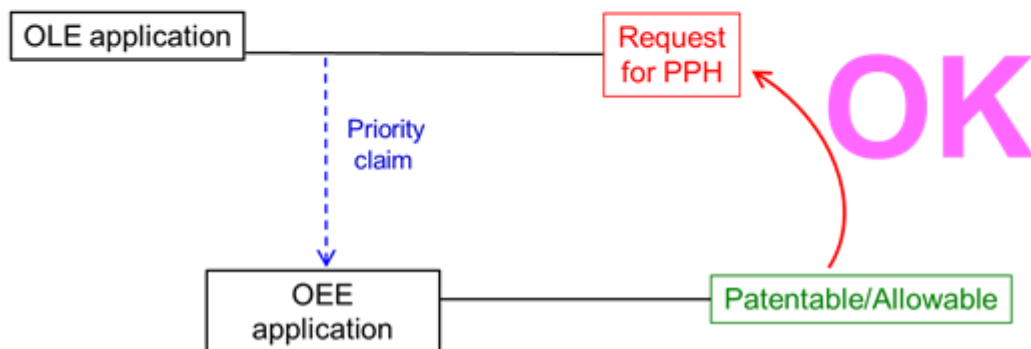 OLE application
Request
for PPH
OK
Priority
claim
OEE
application
Patentable/Allowable